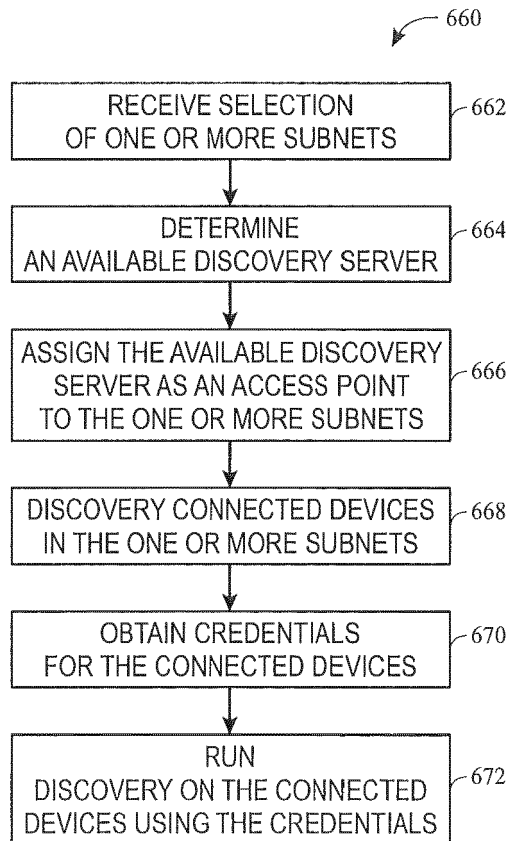 660
RECEIVE SELECTION
OF ONE OR MORE SUBNETS
662
DETERMINE
AN AVAILABLE DISCOVERY SERVER
664
ASSIGN THE AVAILABLE DISCOVERY
SERVER AS AN ACCESS POINT
TO THE ONE OR MORE SUBNETS
666
DISCOVERY CONNECTED DEVICES
IN THE ONE OR MORE SUBNETS
668
OBTAIN CREDENTIALS
FOR THE CONNECTED DEVICES
670
RUN
DISCOVERY ON THE CONNECTED
DEVICES USING THE CREDENTIALS
672